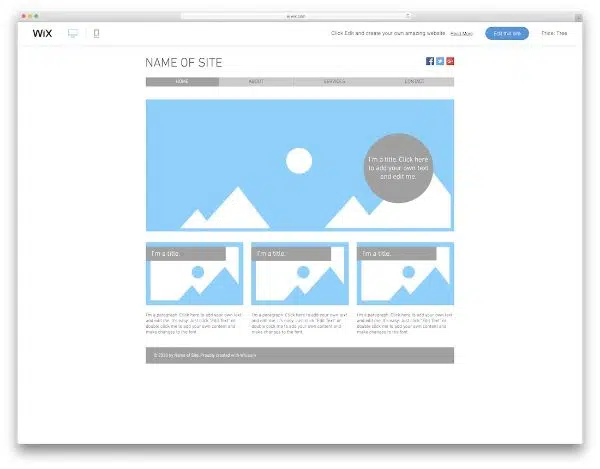 WiX
Click Edit and create your own amazing website
Read More
Edit this site
Price: Free
NAME OF SITE
HOME
ABOUT
SERVICES
CONTACT
I'm a title. Click here
to add your own text
and edit me.
I'm a title.
I'm a title.
I'm a title.
I'm a paragraph. Click here to add your own text
and edit me. It's easy. Just click "Edit Text" or
double click me to add your own content and
make changes to the font.
I'm a paragraph. Click here to add your own text
and edit me. It's easy. Just click "Edit Text" or
double click me to add your own content and
make changes to the font.
I'm a paragraph. Click here to add your own text
and edit me. It's easy. Just click "Edit Text" or
double click me to add your own content and
make changes to the font.
by Name of Site. Proudly created with Wix.com